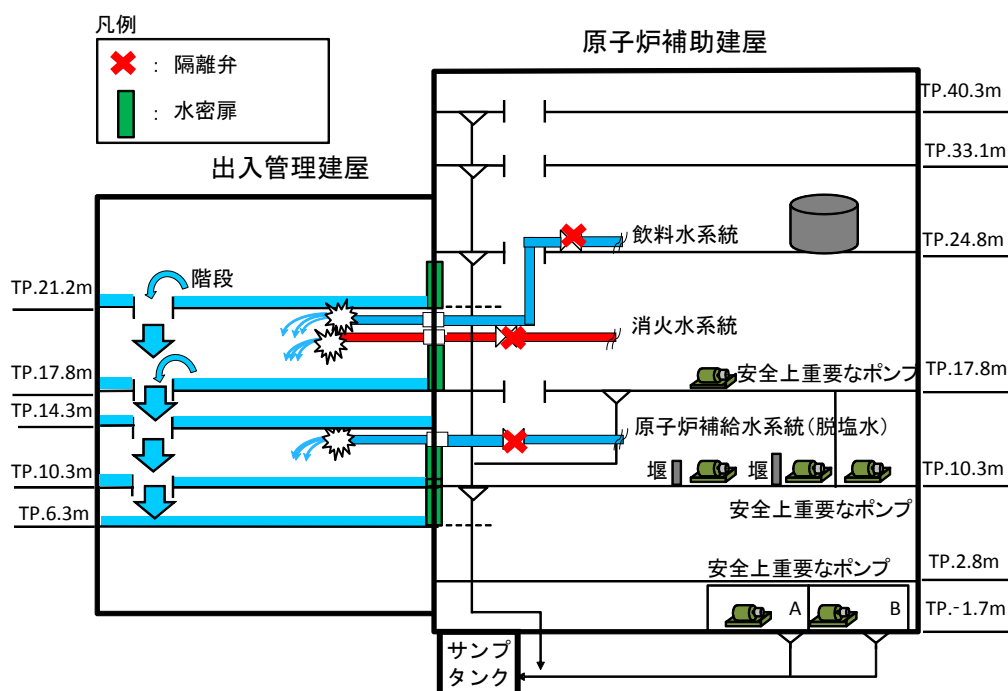 凡例
： 隔離弁
： 水密扉
原子炉補助建屋
出入管理建屋
TP.40.3m
TP.33.1m
飲料水系統
TP.24.8m
階段
TP.21.2m
消火水系統
TP.17.8m
安全上重要なポンプ
TP.17.8m
TP.14.3m
原子炉補給水系統（脱塩水）
堰
堰
TP.10.3m
TP.10.3m
安全上重要なポンプ
TP.6.3m
安全上重要なポンプ
TP.2.8m
A
B
TP.-1.7m
サンプ
タンク